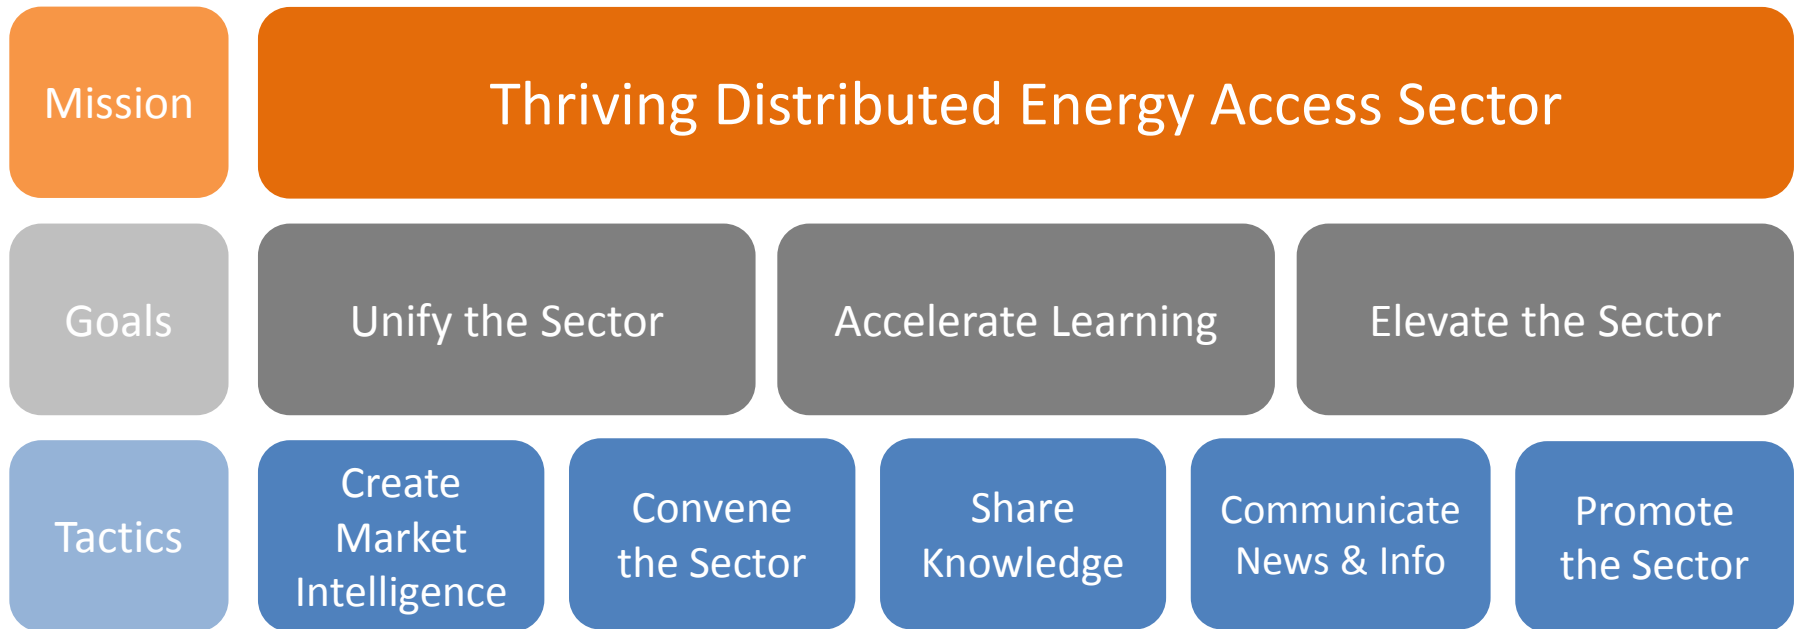 Mission
Thriving Distributed Energy Access Sector
Goals
Unify the Sector
Accelerate Learning
Elevate the Sector
Tactics
Create
Market
Intelligence
Convene
the Sector
Share
Knowledge
Communicate
News & Info
Promote
the Sector